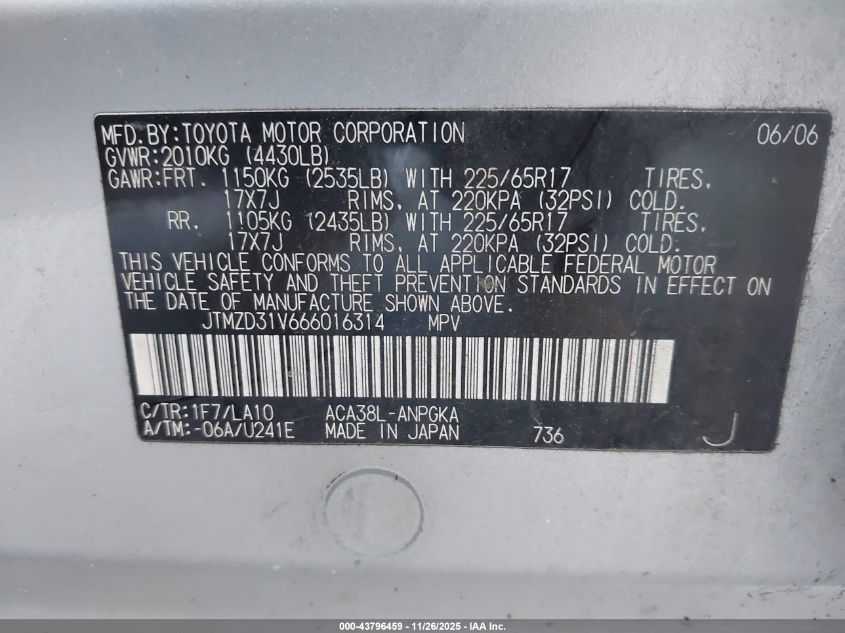 MFD.BY:TOYOTA MOTOR CORPORATION 06/06
GVWR:2010KG (4430LB)
GAWR:FRT. 1150KG (2535LB) WITH 225/65R17 TIRES,
17X7J RIMS, AT 220KPA (32PSI) COLD.
RR. 1105KG (2435LB) WITH 225/65R17 TIRES,
17X7J RIMS, AT 220KPA (32PSI) COLD.
THIS VEHICLE CONFORMS TO ALL APPLICABLE FEDERAL MOTOR
VEHICLE SAFETY AND THEFT PREVENTION STANDARDS IN EFFECT ON
THE DATE OF MANUFACTURE SHOWN ABOVE.
JTMZD31V666016314 MPV
C/TR:1F7/LA10 ACA38L-ANPGKA
A/TM:-06A/U241E MADE IN JAPAN 736 J
000-43796459 - 11/26/2025 - IAA Inc.